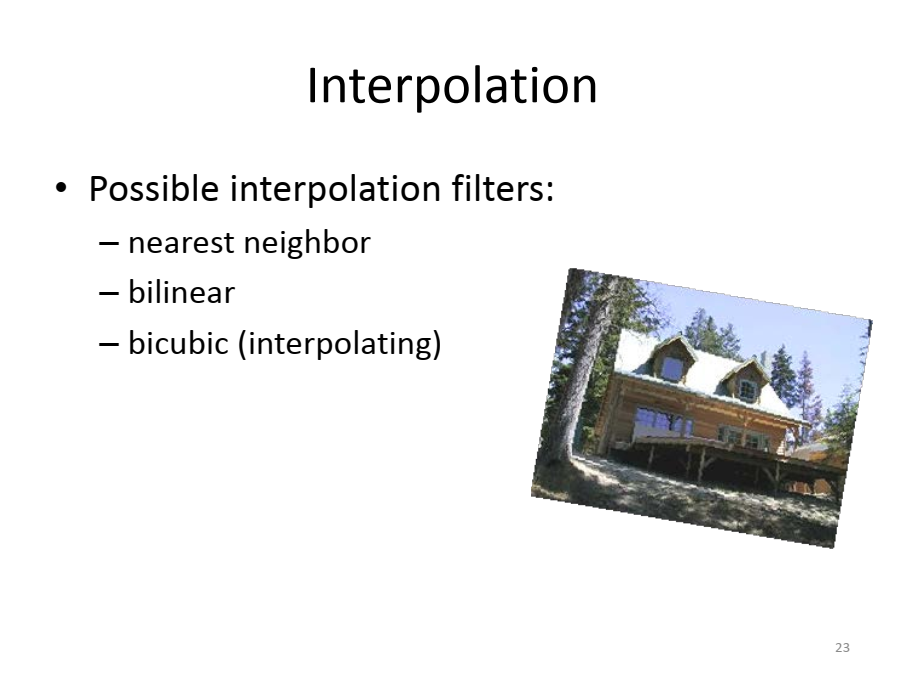 Interpolation
• Possible interpolation filters:
– nearest neighbor
– bilinear
– bicubic (interpolating)
23